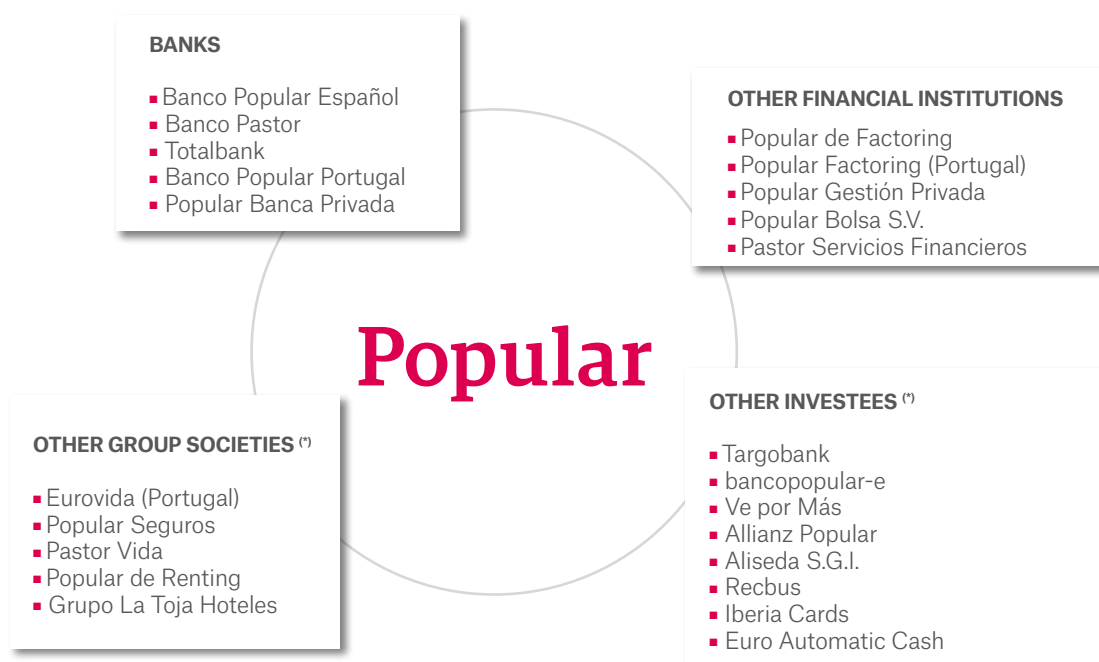 BANKS
▪ Banco Popular Español
▪ Banco Pastor
▪ Totalbank
▪ Banco Popular Portugal
▪ Popular Banca Privada
OTHER FINANCIAL INSTITUTIONS
▪ Popular de Factoring
▪ Popular Factoring (Portugal)
▪ Popular Gestión Privada
▪ Popular Bolsa S.V.
▪ Pastor Servicios Financieros
Popular
OTHER GROUP SOCIETIES (*)
▪ Eurovida (Portugal)
▪ Popular Seguros
▪ Pastor Vida
▪ Popular de Renting
▪ Grupo La Toja Hoteles
OTHER INVESTEES (*)
▪ Targobank
▪ bancopopular-e
▪ Ve por Más
▪ Allianz Popular
▪ Aliseda S.G.I.
▪ Recbus
▪ Iberia Cards
▪ Euro Automatic Cash